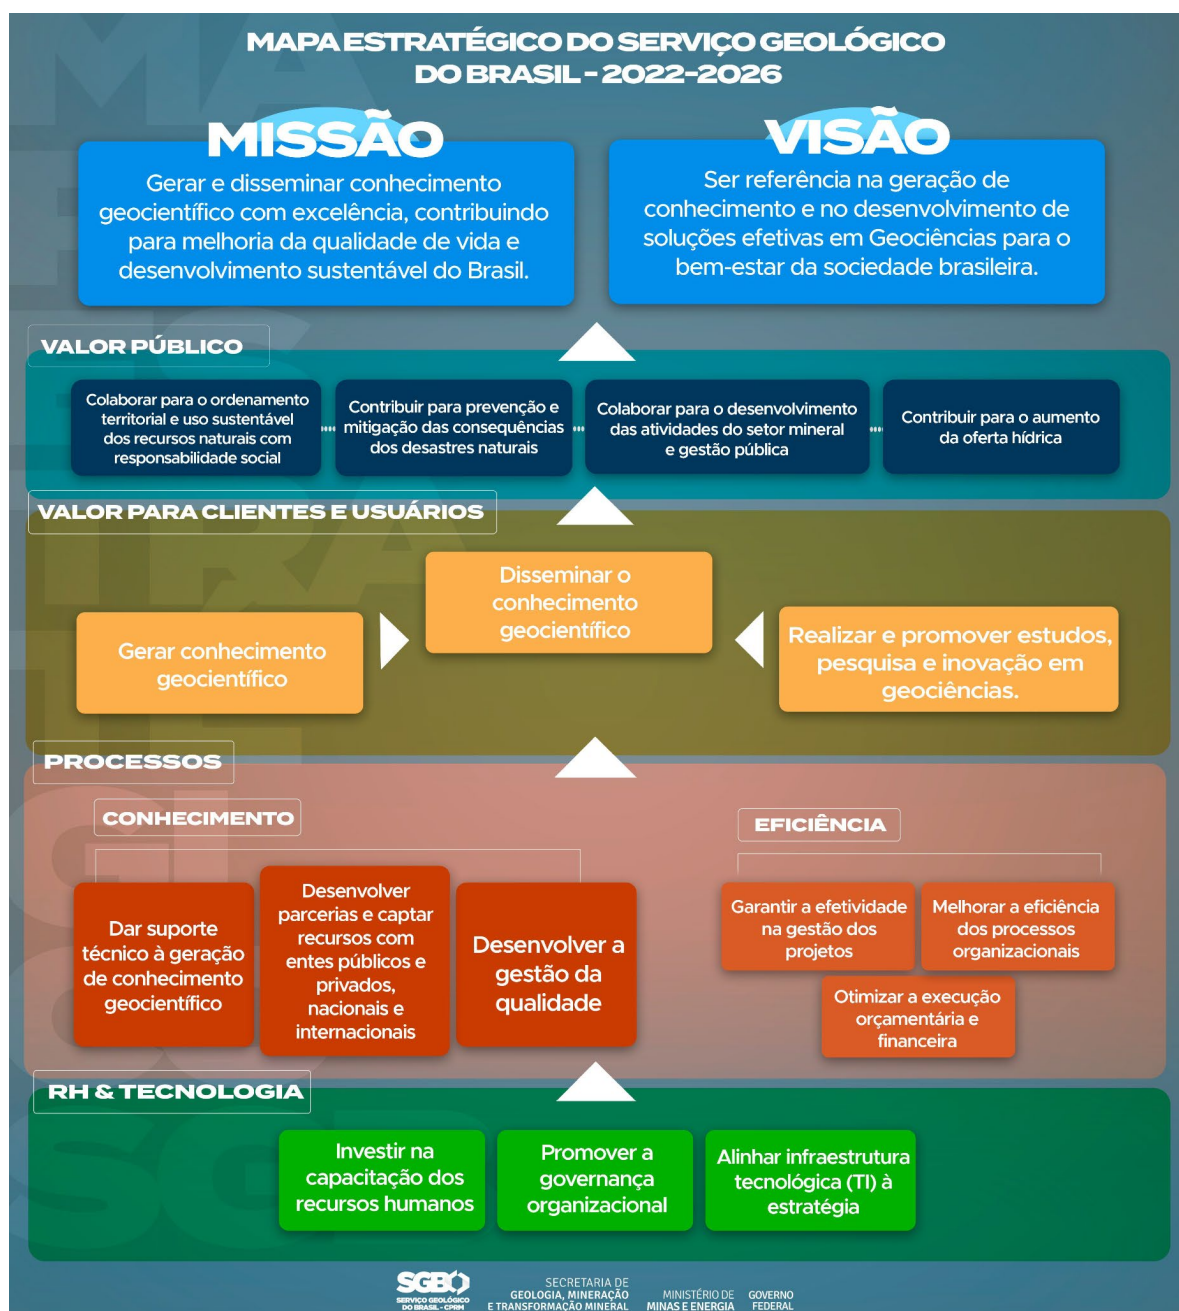 MAPA ESTRATÉGICO DO SERVIÇO GEOLÓGICO
DO BRASIL - 2022-2026
MISSÃO
Gerar e disseminar conhecimento
geocientífico com excelência, contribuindo
para melhoria da qualidade de vida e
desenvolvimento sustentável do Brasil.
VISÃO
Ser referência na geração de
conhecimento e no desenvolvimento de
soluções efetivas em Geociências para o
bem-estar da sociedade brasileira.
VALOR PÚBLICO
Colaborar para o ordenamento
territorial e uso sustentável
dos recursos naturais com
responsabilidade social
Contribuir para prevenção e
mitigação das consequências
dos desastres naturais
Colaborar para o desenvolvimento
das atividades do setor mineral
e gestão pública
Contribuir para o aumento
da oferta hídrica
VALOR PARA CLIENTES E USUÁRIOS
Gerar conhecimento
geocientífico
Disseminar o
conhecimento
geocientífico
Realizar e promover estudos,
pesquisa e inovação em
geociências.
PROCESSOS
CONHECIMENTO
Dar suporte
técnico à geração
de conhecimento
geocientífico
Desenvolver
parcerias e captar
recursos com
entes públicos e
privados,
nacionais e
internacionais
Desenvolver a
gestão da
qualidade
EFICIÊNCIA
Garantir a efetividade
na gestão dos
projetos
Melhorar a eficiência
dos processos
organizacionais
Otimizar a execução
orçamentária e
financeira
RH & TECNOLOGIA
Investir na
capacitação dos
recursos humanos
Promover a
governança
organizacional
Alinhar infraestrutura
tecnológica (TI) à
estratégia
SGB
SERVIÇO GEOLÓGICO
DO BRASIL - CPRM
SECRETARIA DE
GEOLOGIA, MINERAÇÃO
E TRANSFORMAÇÃO MINERAL
MINISTÉRIO DE
MINAS E ENERGIA
GOVERNO
FEDERAL